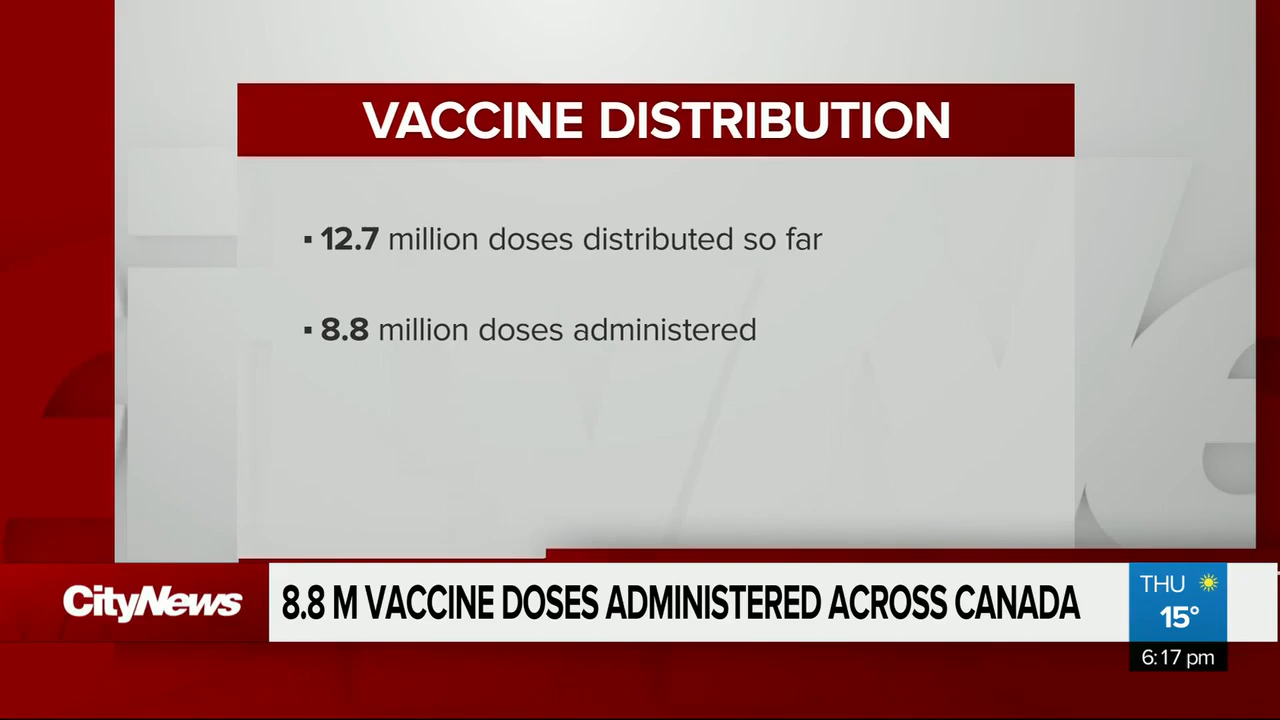 VACCINE DISTRIBUTION
▪ 12.7 million doses distributed so far
▪ 8.8 million doses administered
CityNews
8.8 M VACCINE DOSES ADMINISTERED ACROSS CANADA
THU
15°
6:17 pm